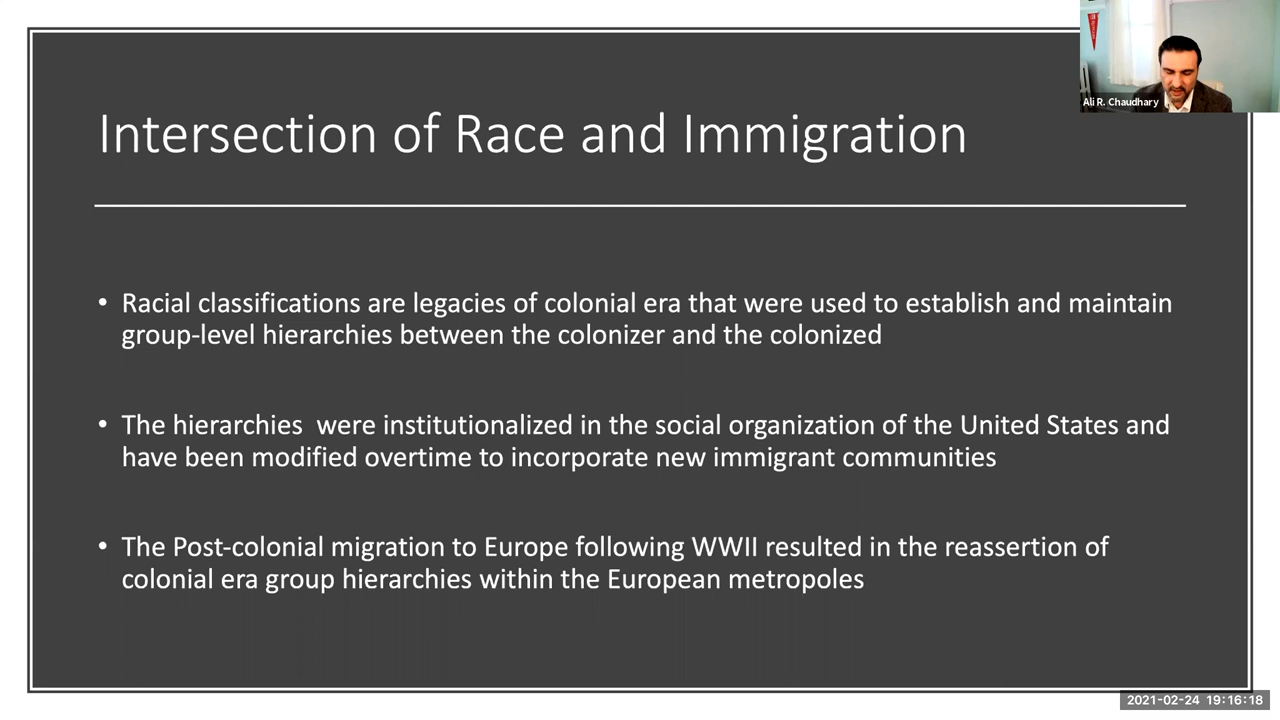 Intersection of Race and Immigration
Ali R. Chaudhary
• Racial classifications are legacies of colonial era that were used to establish and maintain
group-level hierarchies between the colonizer and the colonized
• The hierarchies  were institutionalized in the social organization of the United States and
have been modified overtime to incorporate new immigrant communities
• The Post-colonial migration to Europe following WWII resulted in the reassertion of
colonial era group hierarchies within the European metropoles
2021-02-24 19:16:18